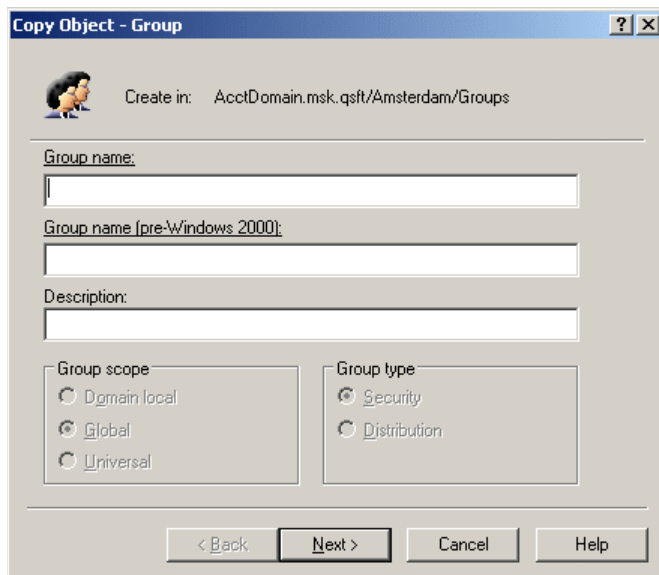 Copy Object - Group
Create in: AcctDomain.msk.qsft/Amsterdam/Groups
Group name:
Group name (pre-Windows 2000):
Description:
Group scope
Domain local
Global
Universal
Group type
Security
Distribution
< Back Next > Cancel Help